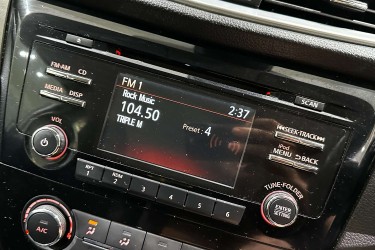 FM-AM
CD
MEDIA
DISP
VOL
FM 1
Rock Music
2:37
104.50
TRIPLE M
Preset : 4
SCAN
SEEK·TRACK
iPod
MENU
BACK
TUNE·FOLDER
ENTER
SETTING
RPT
1
RDM
2
3
4
5
6
A/C